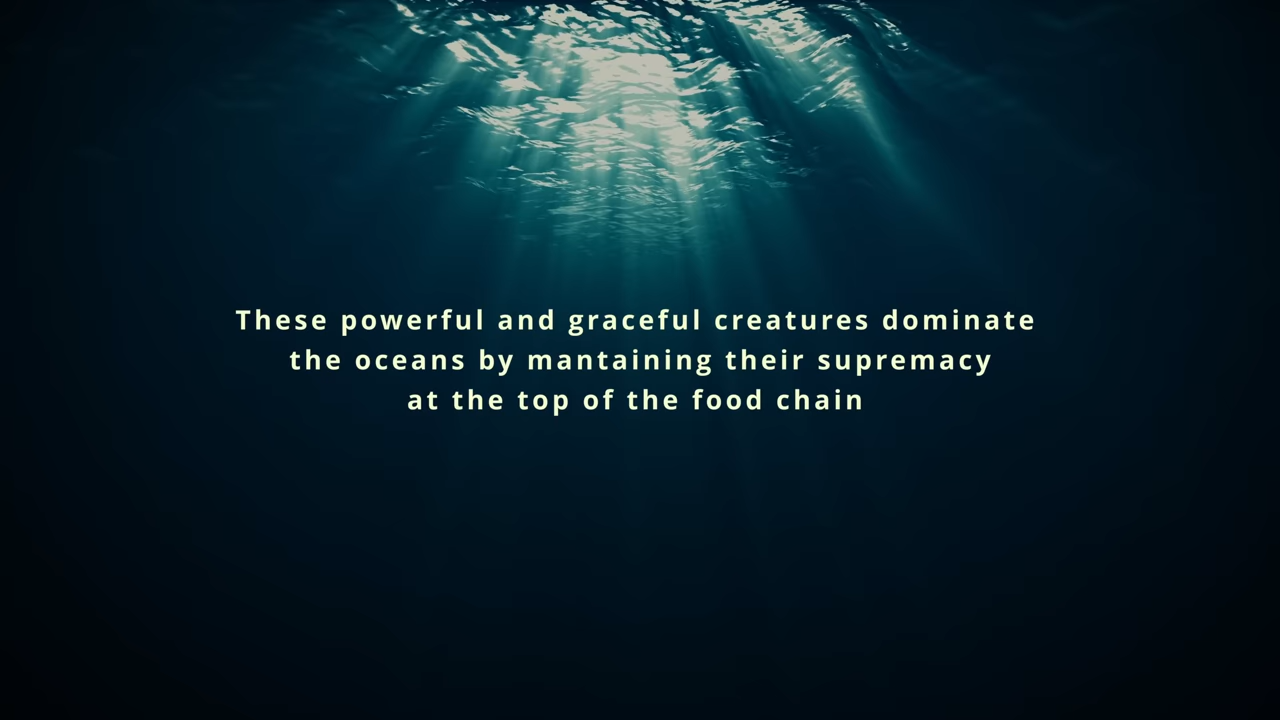 These powerful and graceful creatures dominate
the oceans by mantaining their supremacy
at the top of the food chain